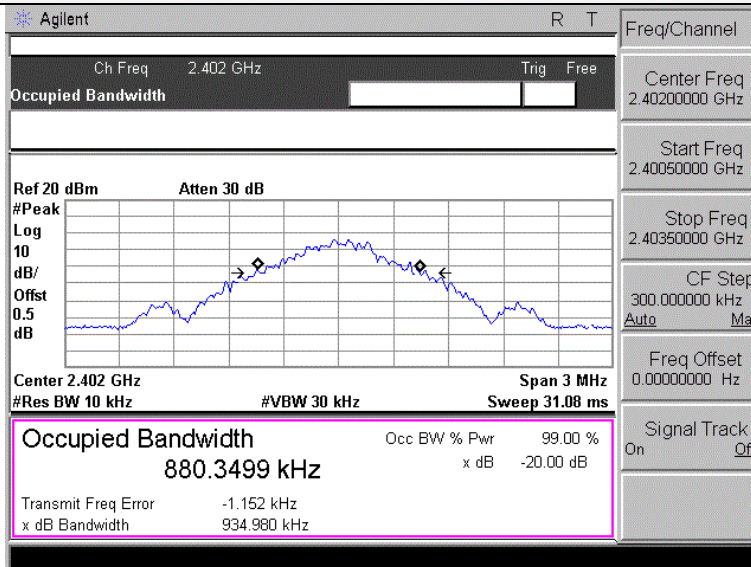 Agilent R T
Ch Freq 2.402 GHz Trig Free
Occupied Bandwidth
Ref 20 dBm Atten 30 dB
#Peak
Log
10
dB/
Offst
0.5
dB
Center 2.402 GHz Span 3 MHz
#Res BW 10 kHz #VBW 30 kHz Sweep 31.08 ms
Occupied Bandwidth Occ BW % Pwr 99.00 %
880.3499 kHz x dB -20.00 dB
Transmit Freq Error -1.152 kHz
x dB Bandwidth 934.980 kHz
Freq/Channel
Center Freq
2.40200000 GHz
Start Freq
2.40050000 GHz
Stop Freq
2.40350000 GHz
CF Step
300.000000 kHz
Auto Ma
Freq Offset
0.00000000 Hz
Signal Track
On Of